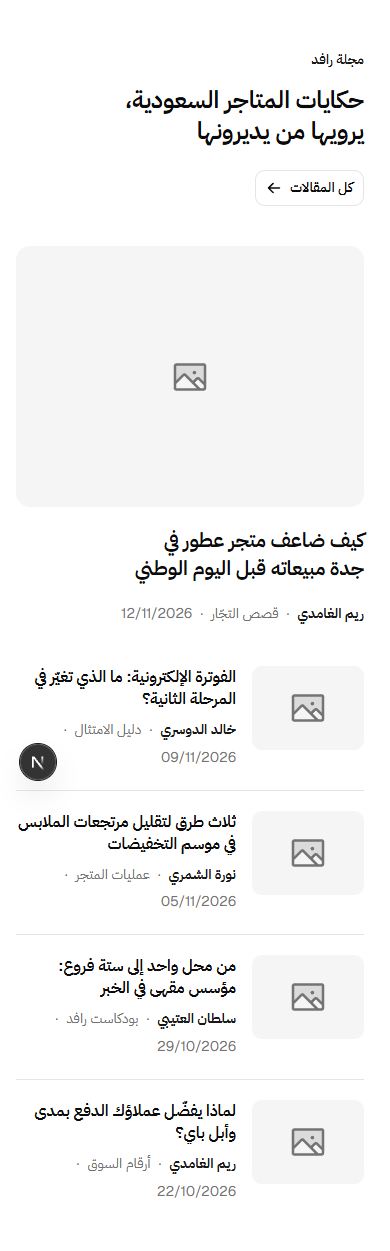 مجلة رافد
حكايات المتاجر السعودية،
يرويها من يديرونها
كل المقالات
كيف ضاعف متجر عطور في
جدة مبيعاته قبل اليوم الوطني
ريم الغامدي · قصص التجّار · 12/11/2026
الفوترة الإلكترونية: ما الذي تغيّر في
المرحلة الثانية؟
خالد الدوسري · دليل الامتثال ·
09/11/2026
N
ثلاث طرق لتقليل مرتجعات الملابس
في موسم التخفيضات
نورة الشمري · عمليات المتجر ·
05/11/2026
من محل واحد إلى ستة فروع:
مؤسس مقهى في الخبر
سلطان العتيبي · بودكاست رافد ·
29/10/2026
لماذا يفضّل عملاؤك الدفع بمدى
وأبل باي؟
ريم الغامدي · أرقام السوق ·
22/10/2026